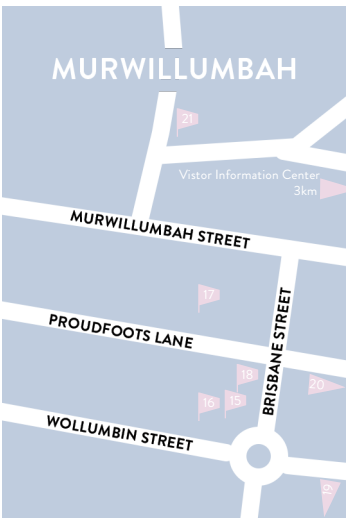 MURWILLUMBAH
21
Vistor Information Center
3km
MURWILLUMBAH STREET
17
PROUDFOOTS LANE
BRISBANE STREET
18
20
16
15
WOLLUMBIN STREET
19